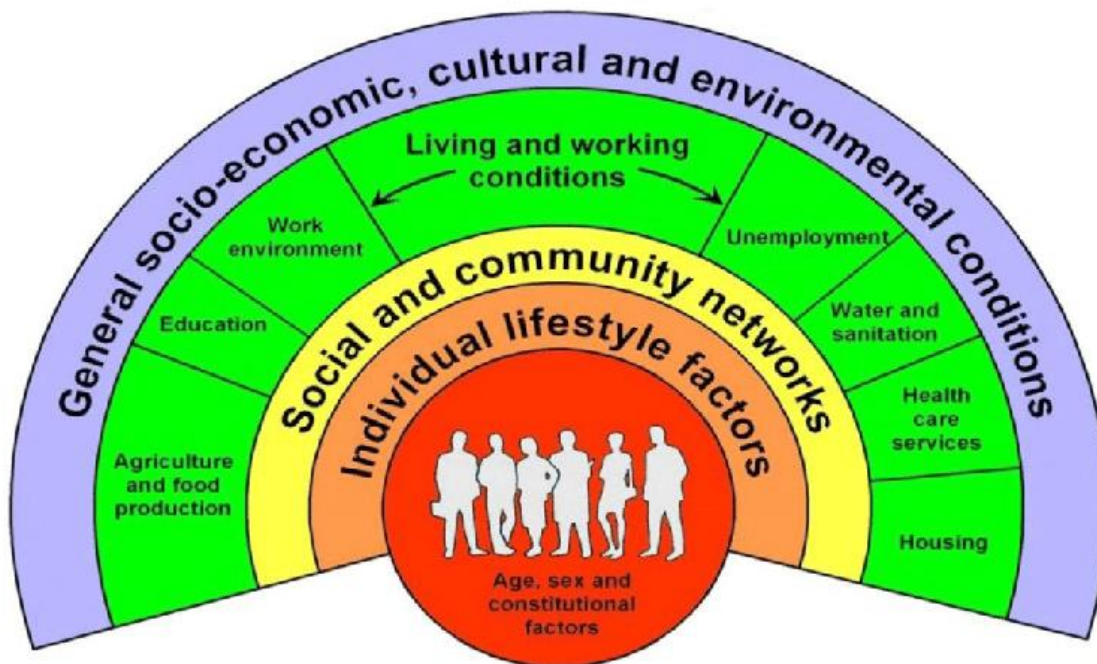 General socio-economic, cultural and environmental conditions
Living and working
conditions
Work
environment
Unemployment
Education
Water and
sanitation
Agriculture
and food
production
Health
care
services
Housing
Social and community networks
Individual lifestyle factors
Age, sex and
constitutional
factors